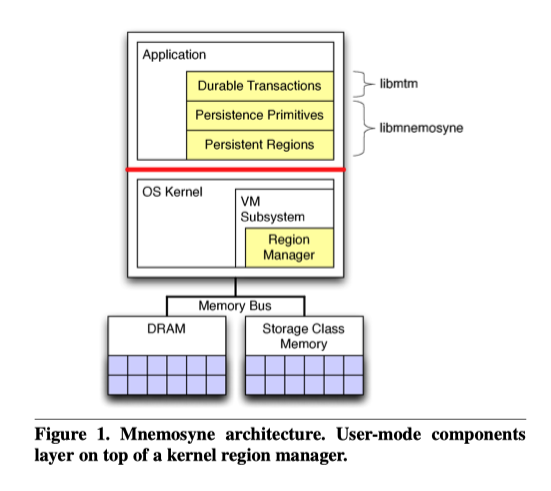 Application
Durable Transactions
libmtm
Persistence Primitives
libmnemosyne
Persistent Regions
OS Kernel
VM
Subsystem
Region
Manager
Memory Bus
DRAM
Storage Class
Memory
Figure 1. Mnemosyne architecture. User-mode components
layer on top of a kernel region manager.